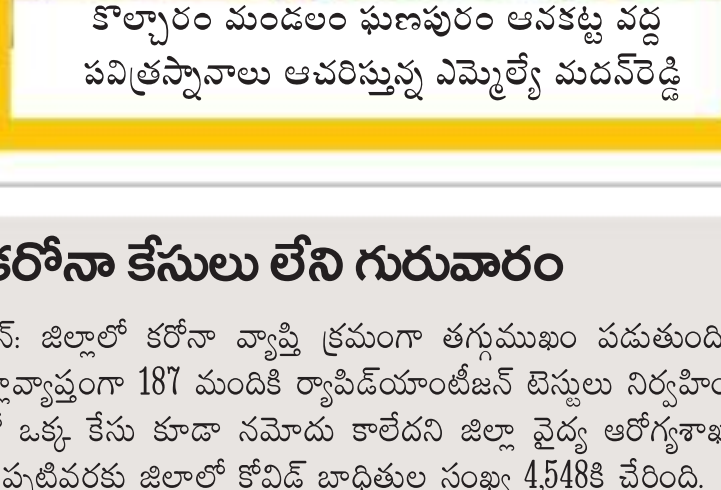 కొల్చారం మండలం ఘణపురం ఆనకట్ట వద్ద
పవిత్రస్నానాలు ఆచరిస్తున్న ఎమ్మెల్యే మదన్‌రెడ్డి
కరోనా కేసులు లేని గురువారం
న్: జిల్లాలో కరోనా వ్యాప్తి క్రమంగా తగ్గుముఖం పడుతుంది
వ్యాప్తంగా 187 మందికి ర్యాపిడ్‌యాంటీజన్ టెస్టులు నిర్వహిం
ఒక్క కేసు కూడా నమోదు కాలేదని జిల్లా వైద్య ఆరోగ్యశాఖ
ప్పటివరకు జిల్లాలో కోవిడ్ బాధితుల సంఖ్య 4,548కి చేరింది.